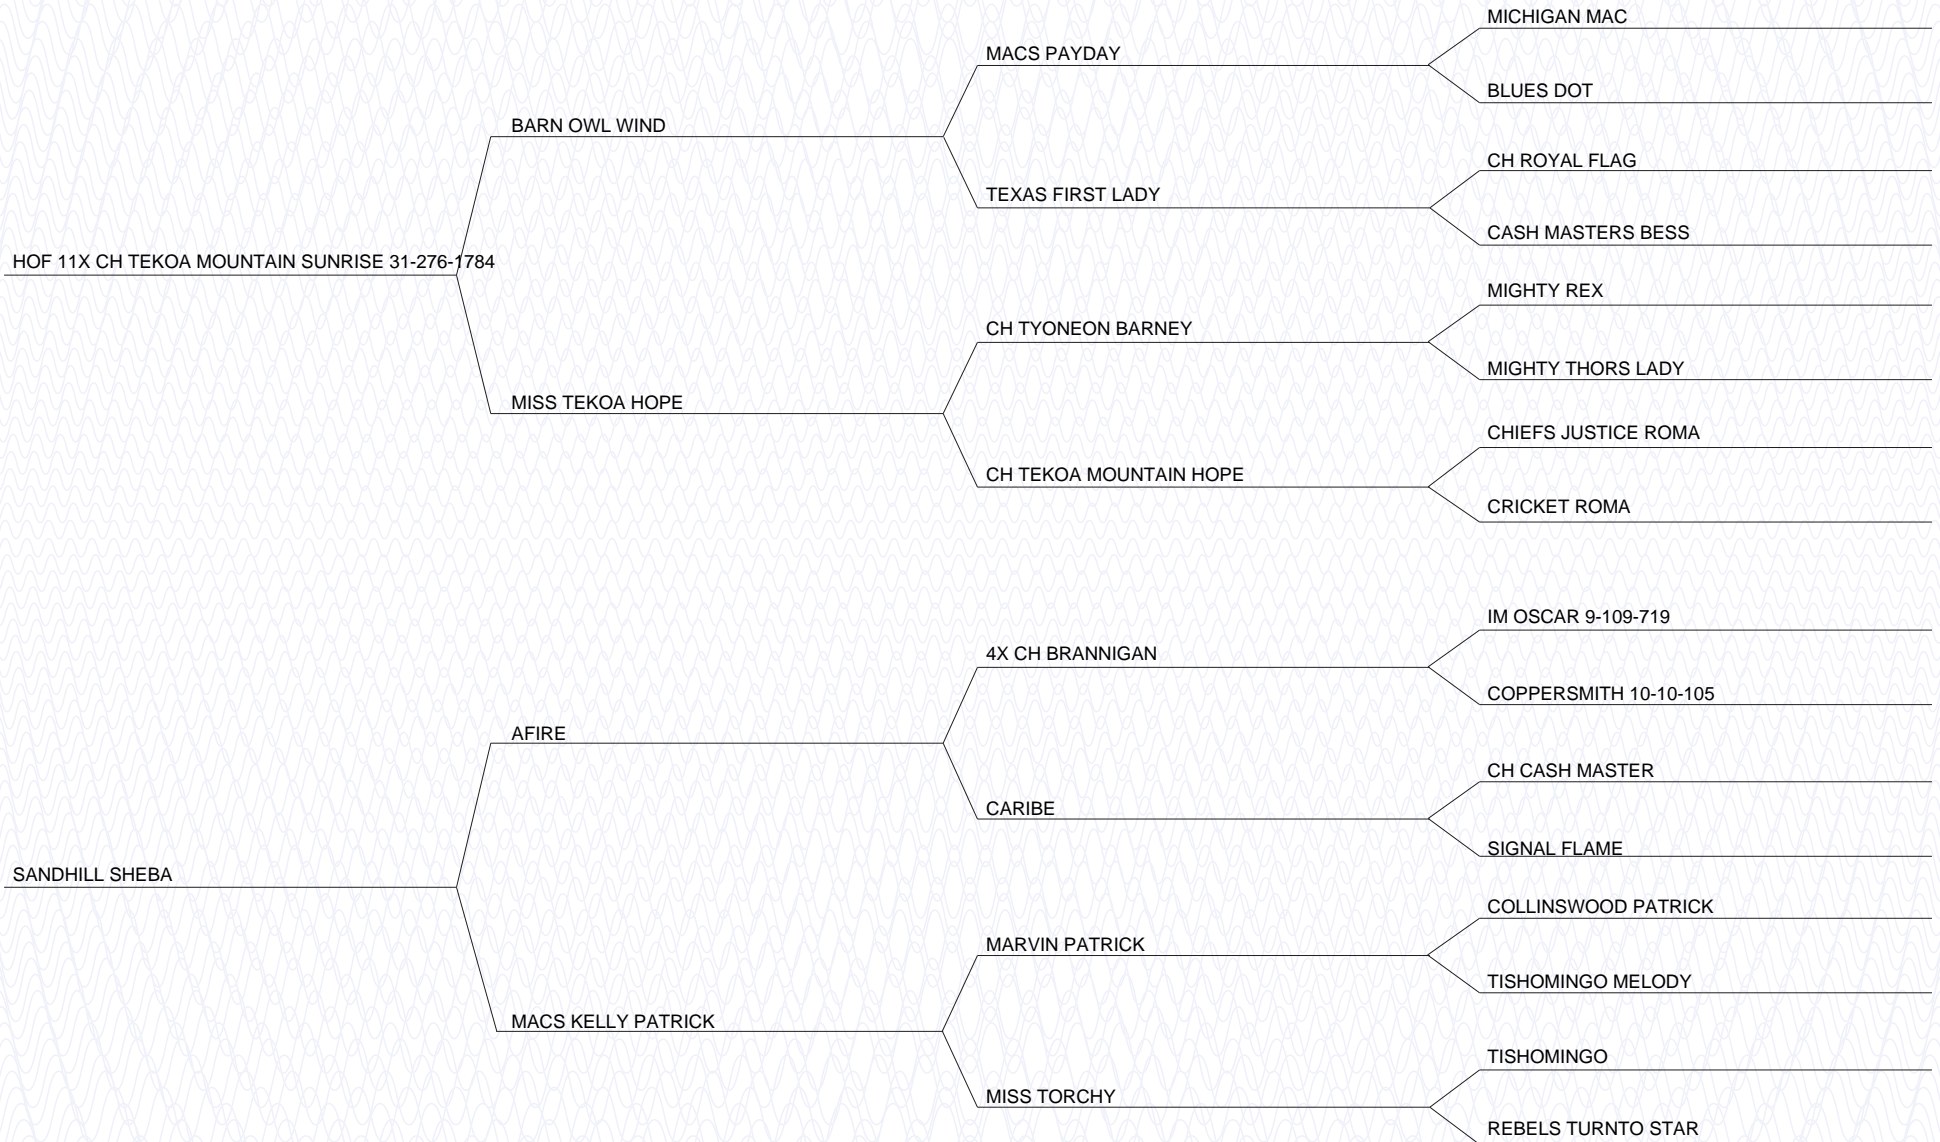 MICHIGAN MAC
MACS PAYDAY
BLUES DOT
BARN OWL WIND
CH ROYAL FLAG
TEXAS FIRST LADY
CASH MASTERS BESS
HOF 11X CH TEKOA MOUNTAIN SUNRISE 31-276-1784
MIGHTY REX
CH TYONEON BARNEY
MIGHTY THORS LADY
MISS TEKOA HOPE
CHIEFS JUSTICE ROMA
CH TEKOA MOUNTAIN HOPE
CRICKET ROMA
IM OSCAR 9-109-719
4X CH BRANNIGAN
COPPERSMITH 10-10-105
AFIRE
CH CASH MASTER
CARIBE
SIGNAL FLAME
SANDHILL SHEBA
COLLINSWOOD PATRICK
MARVIN PATRICK
TISHOMINGO MELODY
MACS KELLY PATRICK
TISHOMINGO
MISS TORCHY
REBELS TURNTO STAR